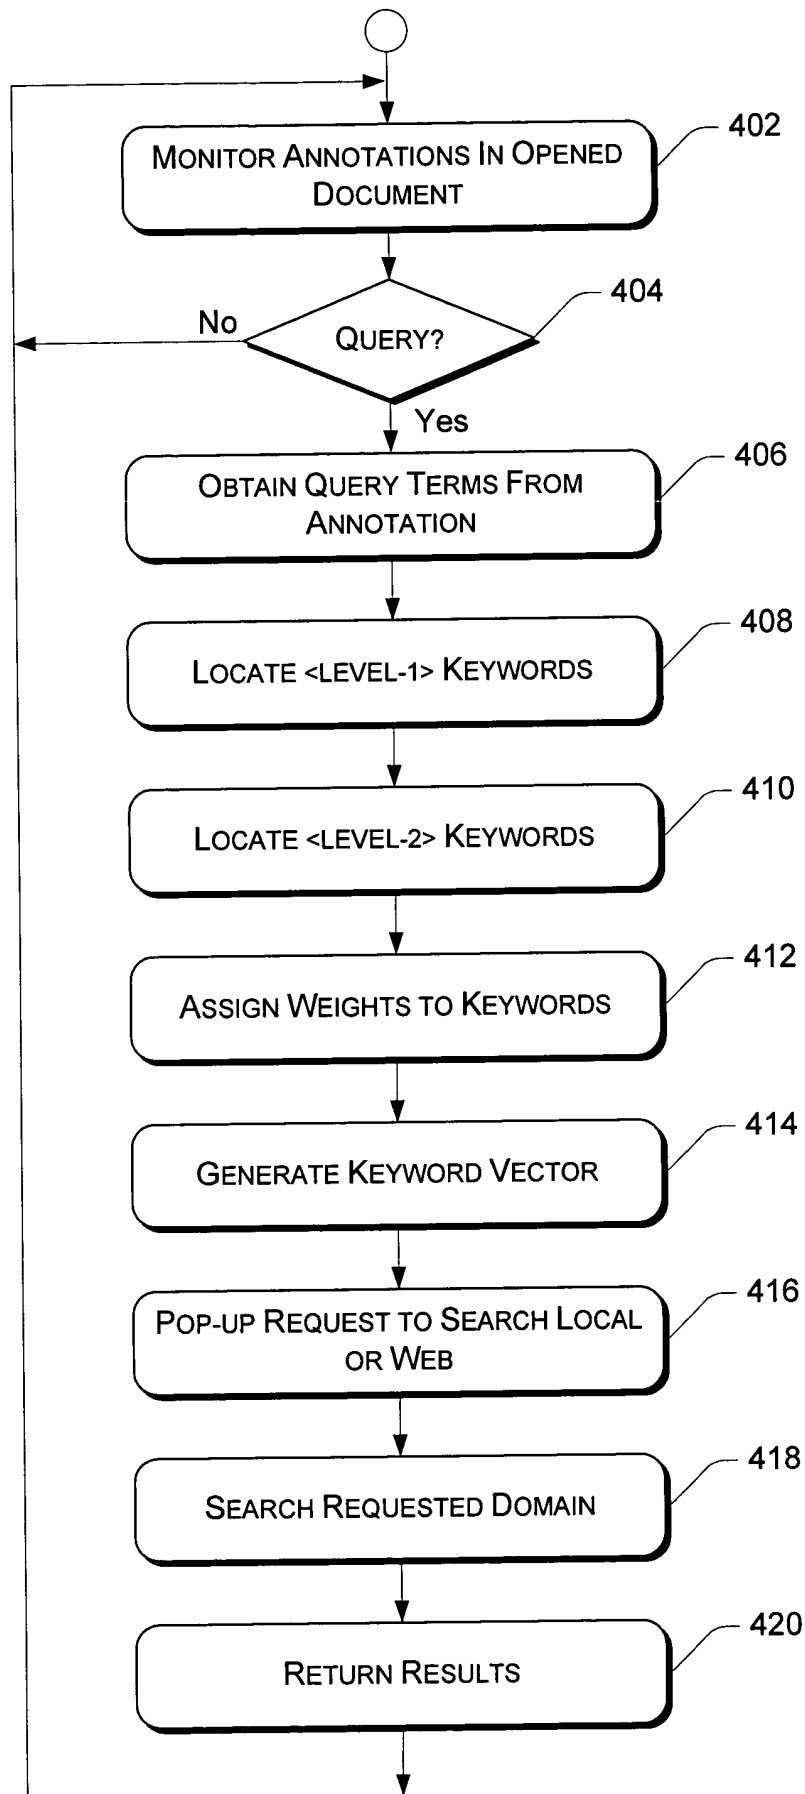 402
MONITOR ANNOTATIONS IN OPENED
DOCUMENT
404
No
QUERY?
Yes
406
OBTAIN QUERY TERMS FROM
ANNOTATION
408
LOCATE <LEVEL-1> KEYWORDS
410
LOCATE <LEVEL-2> KEYWORDS
412
ASSIGN WEIGHTS TO KEYWORDS
414
GENERATE KEYWORD VECTOR
416
POP-UP REQUEST TO SEARCH LOCAL
OR WEB
418
SEARCH REQUESTED DOMAIN
420
RETURN RESULTS